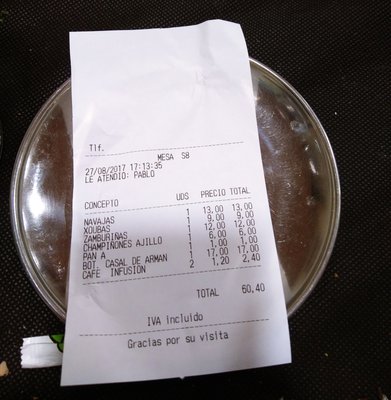 Tlf.
MESA S8
27/08/2017 17:13:35
LE ATENDIO: PABLO
CONCEPTO UDS PRECIO TOTAL
NAVAJAS 1 13,00 13,00
XOUBAS 1 9,00 9,00
ZAMBURIÑAS 1 12,00 12,00
CHAMPIÑONES AJILLO 1 6,00 6,00
PAN A 1 1,00 1,00
BOT. CASAL DE ARMAN 1 17,00 17,00
CAFE INFUSION 2 1,20 2,40
TOTAL 60,40
IVA incluido
Gracias por su visita